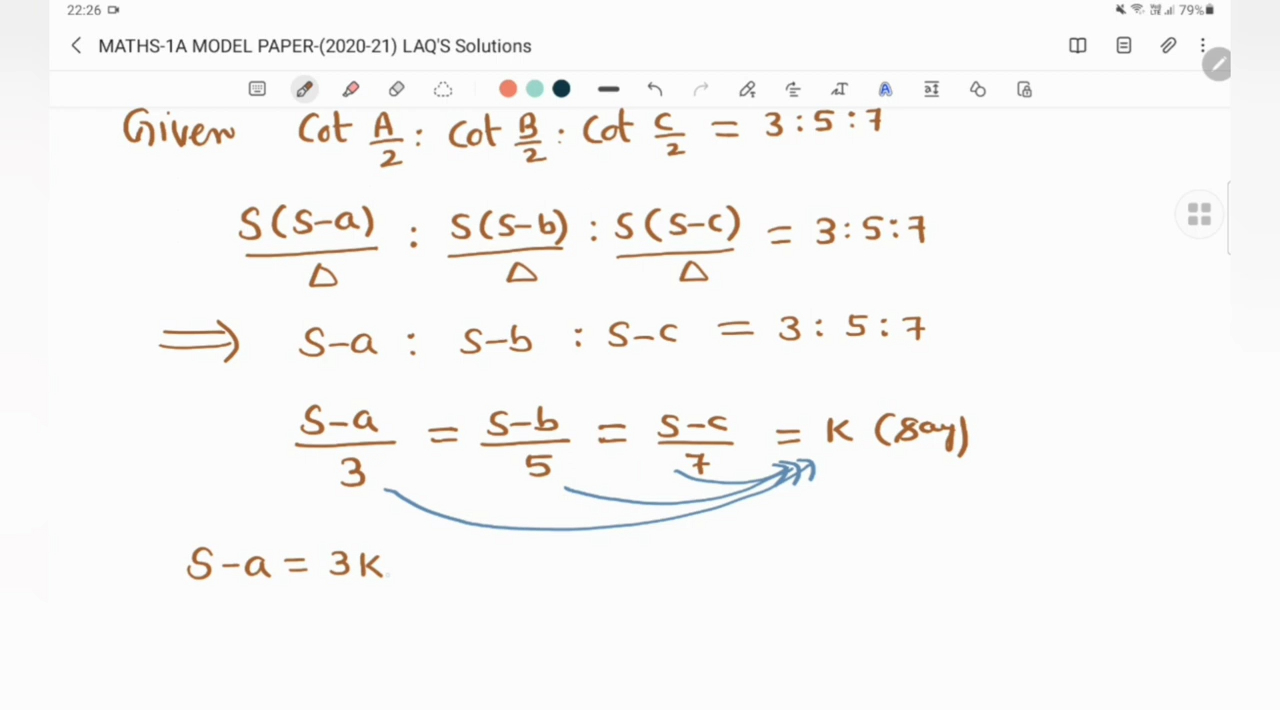 22:26 79%
MATHS-1A MODEL PAPER-(2020-21) LAQ'S Solutions
Given Cot A/2 : Cot B/2 : Cot C/2 = 3:5:7
S(S-a)/Δ : S(S-b)/Δ : S(S-c)/Δ = 3:5:7
⟹ S-a : S-b : S-c = 3 : 5 : 7
S-a/3 = S-b/5 = S-c/7 = K (Say)
S-a = 3K